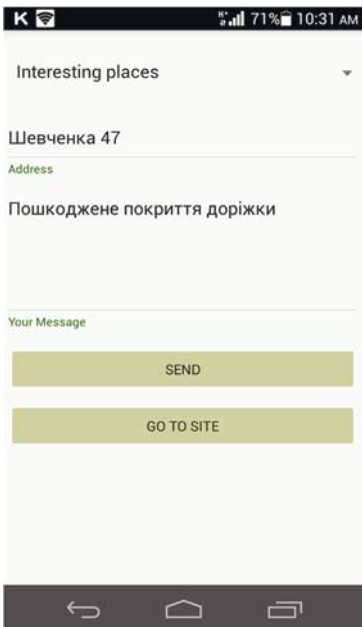 K 71% 10:31 AM
Interesting places
Шевченка 47
Address
Пошкоджене покриття доріжки
Your Message
SEND
GO TO SITE